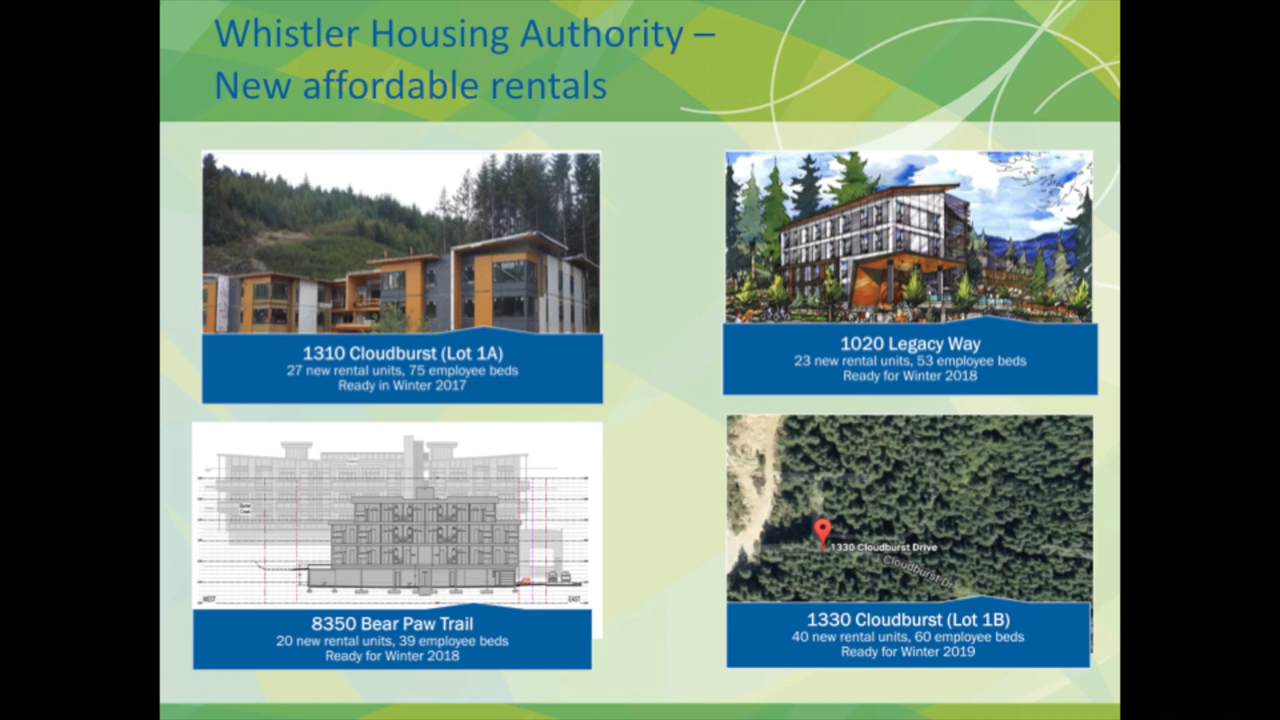 Whistler Housing Authority –
New affordable rentals
1310 Cloudburst (Lot 1A)
27 new rental units, 75 employee beds
Ready in Winter 2017
1020 Legacy Way
23 new rental units, 53 employee beds
Ready for Winter 2018
WEST
EAST
8350 Bear Paw Trail
20 new rental units, 39 employee beds
Ready for Winter 2018
1330 Cloudburst Drive
Cloudburst Dr
1330 Cloudburst (Lot 1B)
40 new rental units, 60 employee beds
Ready for Winter 2019